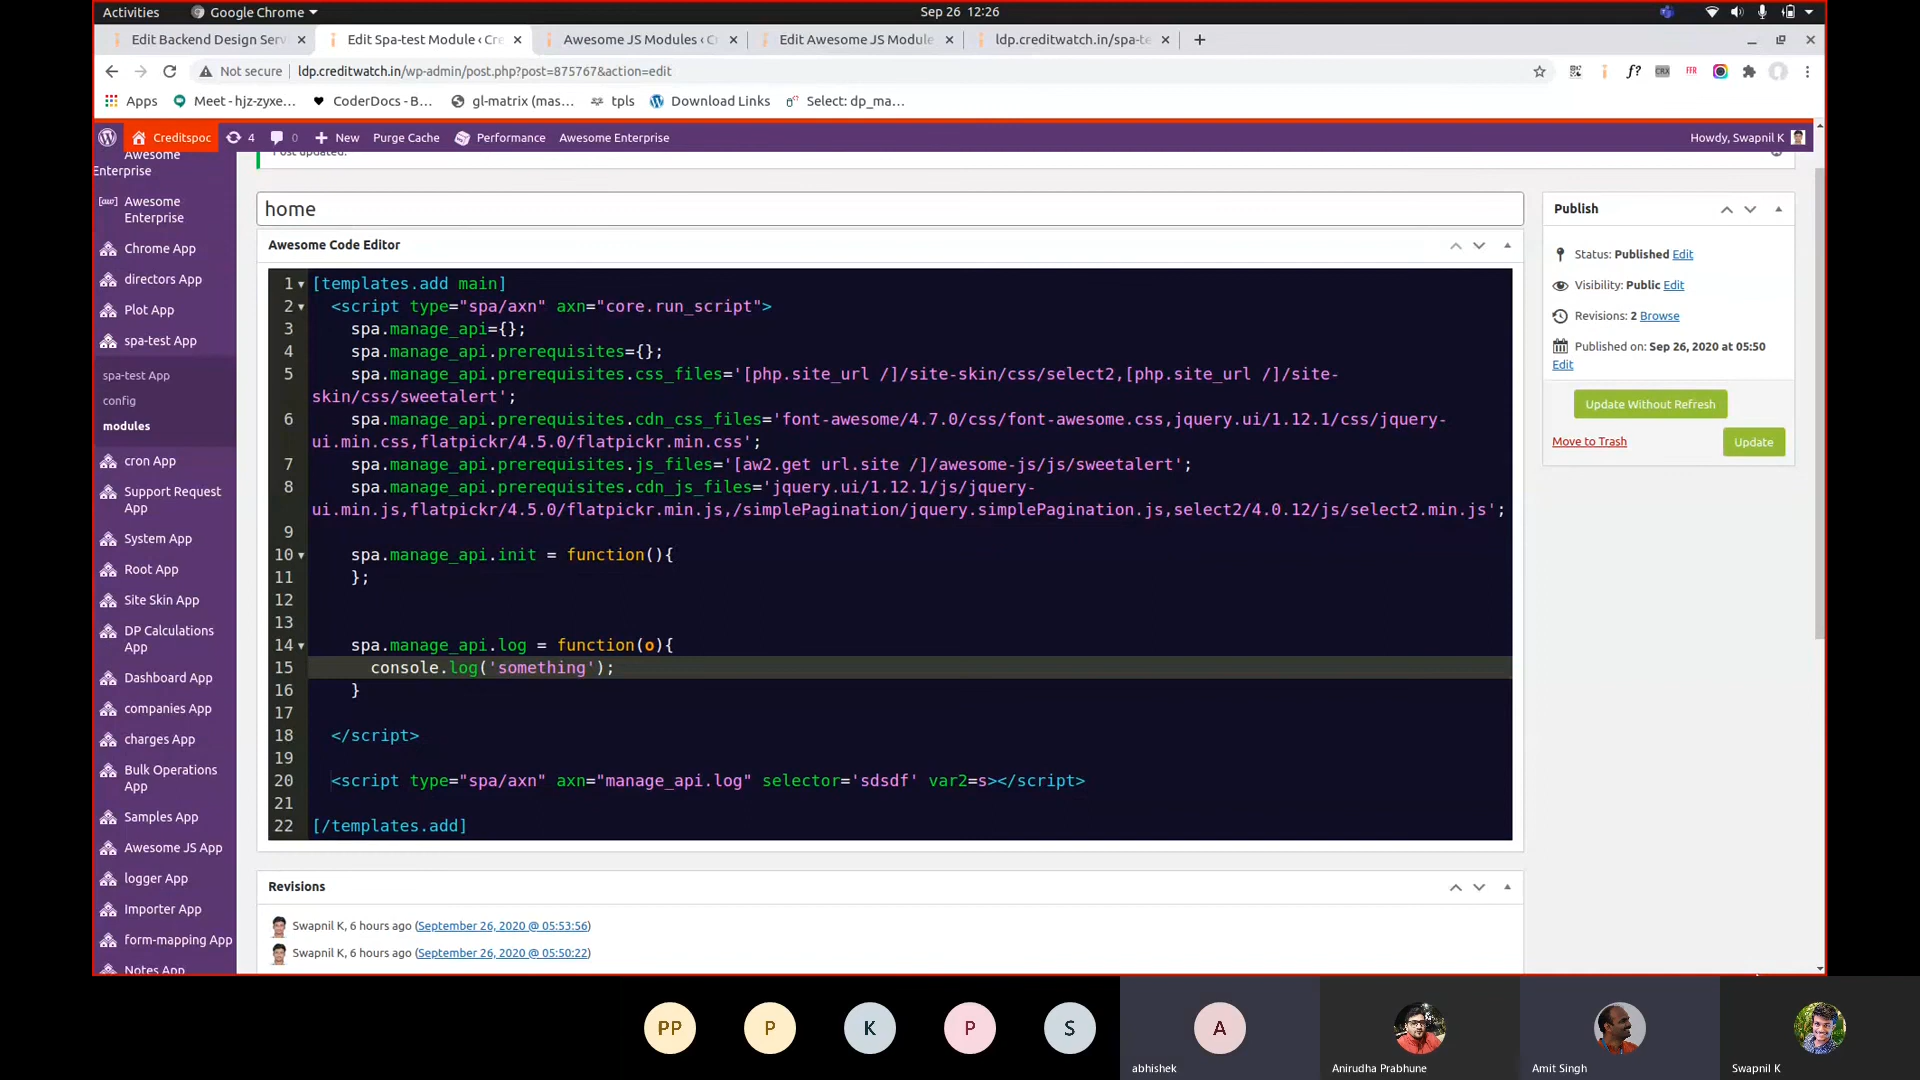 Activities Google Chrome Sep 26 12:26
Edit Backend Design Serv Edit Spa-test Module ‹ Cre Awesome JS Modules ‹ C Edit Awesome JS Module ldp.creditwatch.in/spa-te
Not secure ldp.creditwatch.in/wp-admin/post.php?post=875767&action=edit f? CRX FFR
Apps Meet - hjz-zyxe... CoderDocs - B... gl-matrix (mas... tpls Download Links Select: dp_ma...
Creditspoc 4 0 New Purge Cache Performance Awesome Enterprise Howdy, Swapnil K
Awesome
Enterprise
[aw] Awesome
Enterprise
Chrome App
directors App
Plot App
spa-test App
spa-test App
config
modules
cron App
Support Request
App
System App
Root App
Site Skin App
DP Calculations
App
Dashboard App
companies App
charges App
Bulk Operations
App
Samples App
Awesome JS App
logger App
Importer App
form-mapping App
Notes App
Post updated.
home
Awesome Code Editor
1 [templates.add main]
2 <script type="spa/axn" axn="core.run_script">
3 spa.manage_api={};
4 spa.manage_api.prerequisites={};
5 spa.manage_api.prerequisites.css_files='[php.site_url /]/site-skin/css/select2,[php.site_url /]/site-
skin/css/sweetalert';
6 spa.manage_api.prerequisites.cdn_css_files='font-awesome/4.7.0/css/font-awesome.css,jquery.ui/1.12.1/css/jquery-
ui.min.css,flatpickr/4.5.0/flatpickr.min.css';
7 spa.manage_api.prerequisites.js_files='[aw2.get url.site /]/awesome-js/js/sweetalert';
8 spa.manage_api.prerequisites.cdn_js_files='jquery.ui/1.12.1/js/jquery-
ui.min.js,flatpickr/4.5.0/flatpickr.min.js,/simplePagination/jquery.simplePagination.js,select2/4.0.12/js/select2.min.js';
9
10 spa.manage_api.init = function(){
11 };
12
13
14 spa.manage_api.log = function(o){
15 console.log('something');
16 }
17
18 </script>
19
20 <script type="spa/axn" axn="manage_api.log" selector='sdsdf' var2=s></script>
21
22 [/templates.add]
Revisions
Swapnil K, 6 hours ago (September 26, 2020 @ 05:53:56)
Swapnil K, 6 hours ago (September 26, 2020 @ 05:50:22)
Publish
Status: Published Edit
Visibility: Public Edit
Revisions: 2 Browse
Published on: Sep 26, 2020 at 05:50
Edit
Update Without Refresh
Move to Trash Update
PP P K P S A
abhishek Anirudha Prabhune Amit Singh Swapnil K